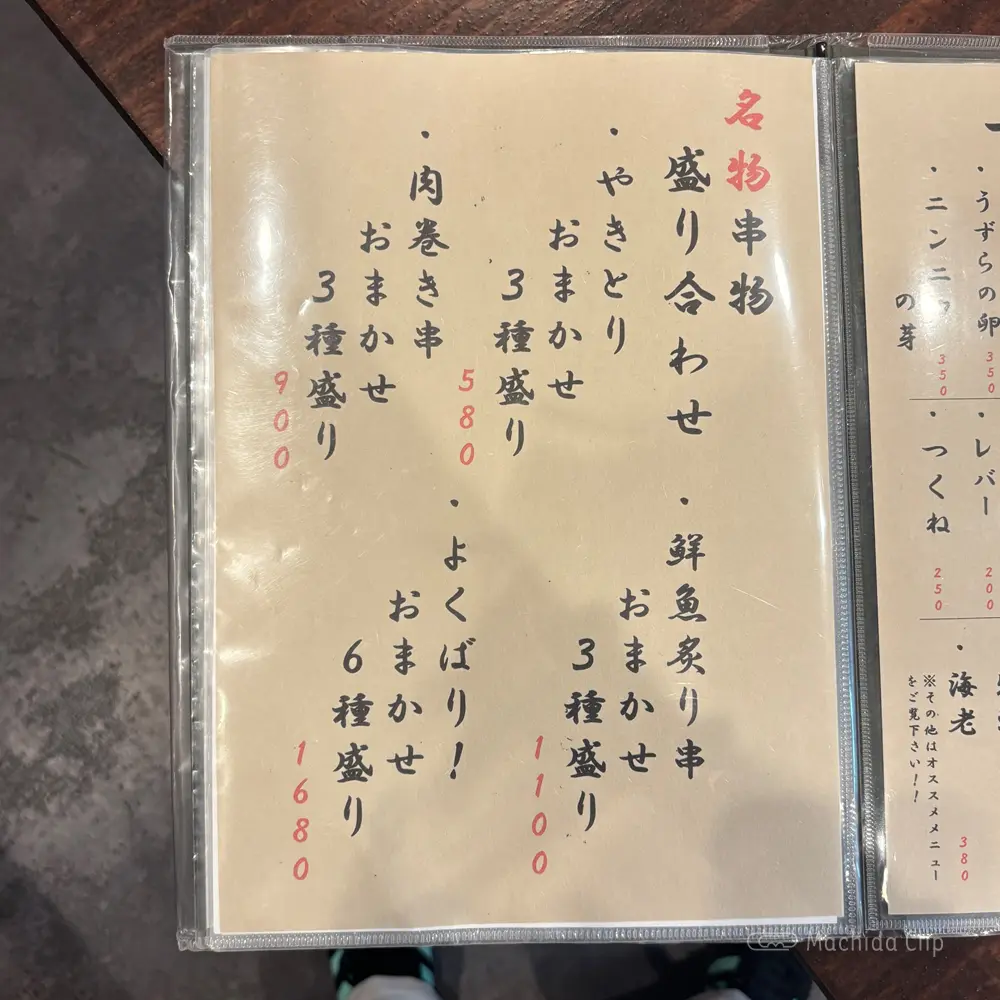 名物串物
盛り合わせ
・やきとり
おまかせ
3種盛り
580
・肉巻き串
おまかせ
3種盛り
900
・鮮魚炙り串
おまかせ
3種盛り
1100
・よくばり！
おまかせ
6種盛り
1680
・うずらの卵
350
・ニンニク
の芽
350
・レバー
200
・つくね
250
・海老
380
※その他はオススメメニュー
をご覧下さい！！
Machida Clip